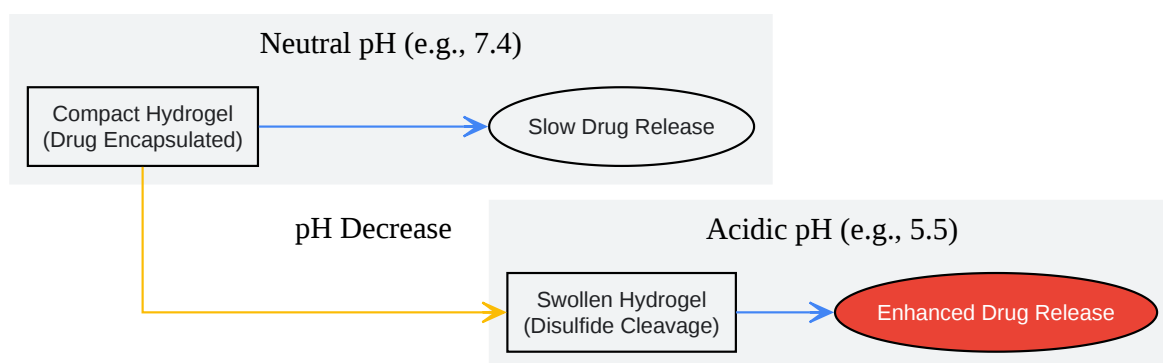 Neutral pH (e.g., 7.4)
Compact Hydrogel
(Drug Encapsulated)
Slow Drug Release
pH Decrease
Acidic pH (e.g., 5.5)
Swollen Hydrogel
(Disulfide Cleavage)
Enhanced Drug Release